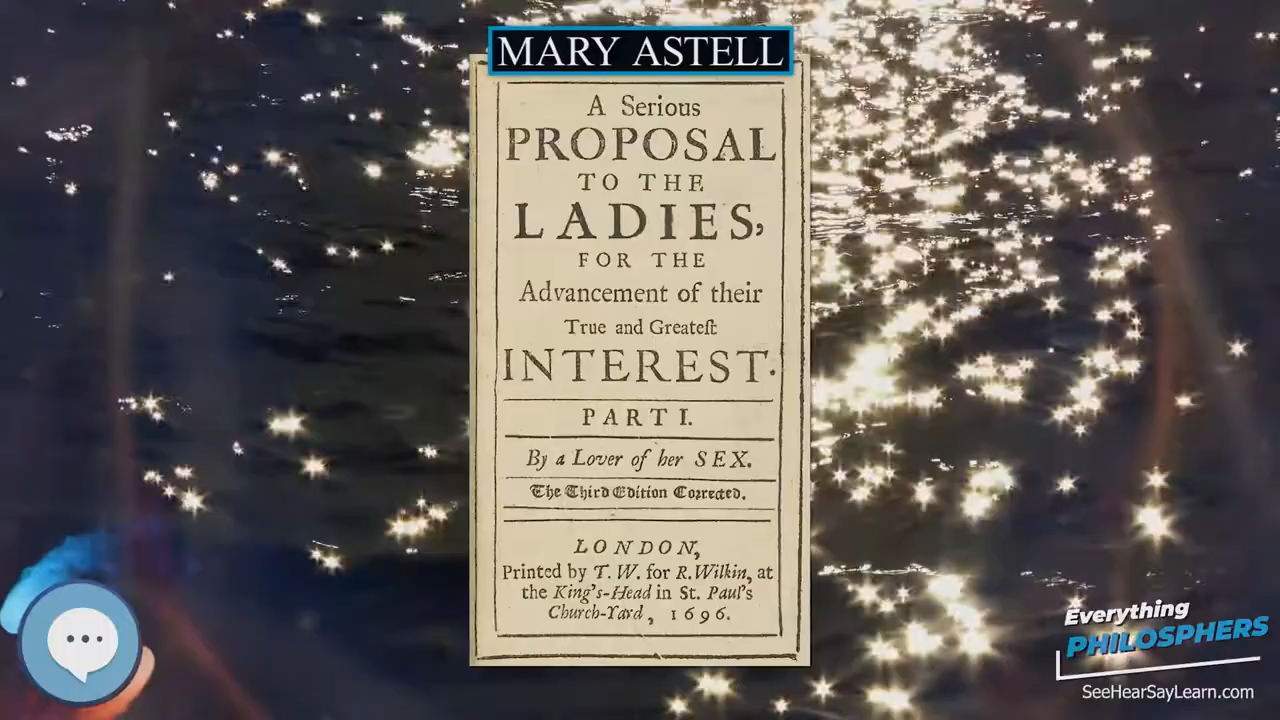 MARY ASTELL
A Serious
PROPOSAL
TO THE
LADIES,
FOR THE
Advancement of their
True and Greateſt
INTEREST.
PART I.
By a Lover of her SEX.
The Third Edition Corrected.
LONDON,
Printed by T. W. for R. Wilkin, at
the King's-Head in St. Paul's
Church-Yard, 1696.
Everything
PHILOSPHERS
SeeHearSayLearn.com